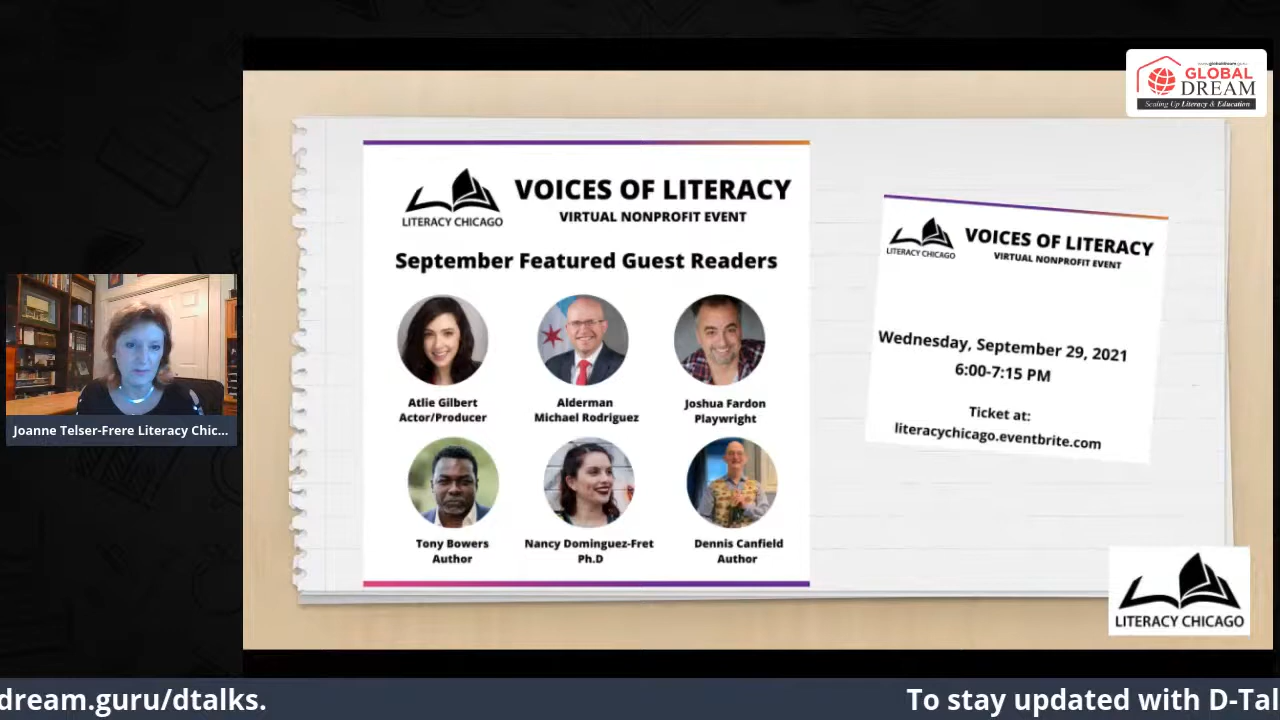 www.globaldream.guru
GLOBAL
DREAM
Scaling Up Literacy & Education
LITERACY CHICAGO
VOICES OF LITERACY
VIRTUAL NONPROFIT EVENT
September Featured Guest Readers
Atlie Gilbert
Actor/Producer
Alderman
Michael Rodriguez
Joshua Fardon
Playwright
Tony Bowers
Author
Nancy Dominguez-Fret
Ph.D
Dennis Canfield
Author
LITERACY CHICAGO
VOICES OF LITERACY
VIRTUAL NONPROFIT EVENT
Wednesday, September 29, 2021
6:00-7:15 PM
Ticket at:
literacychicago.eventbrite.com
Joanne Telser-Frere Literacy Chic...
LITERACY CHICAGO
dream.guru/dtalks.
To stay updated with D-Tal